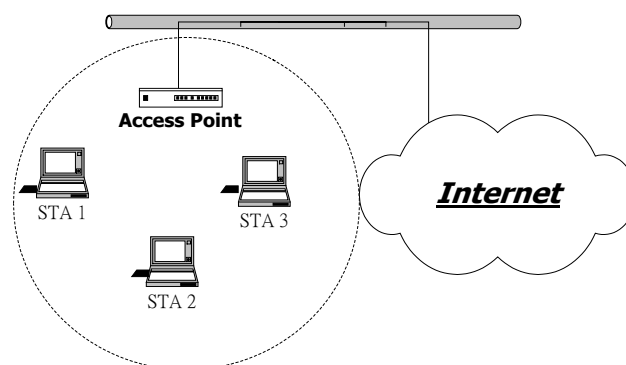 Access Point
STA 1
STA 3
Internet
STA 2